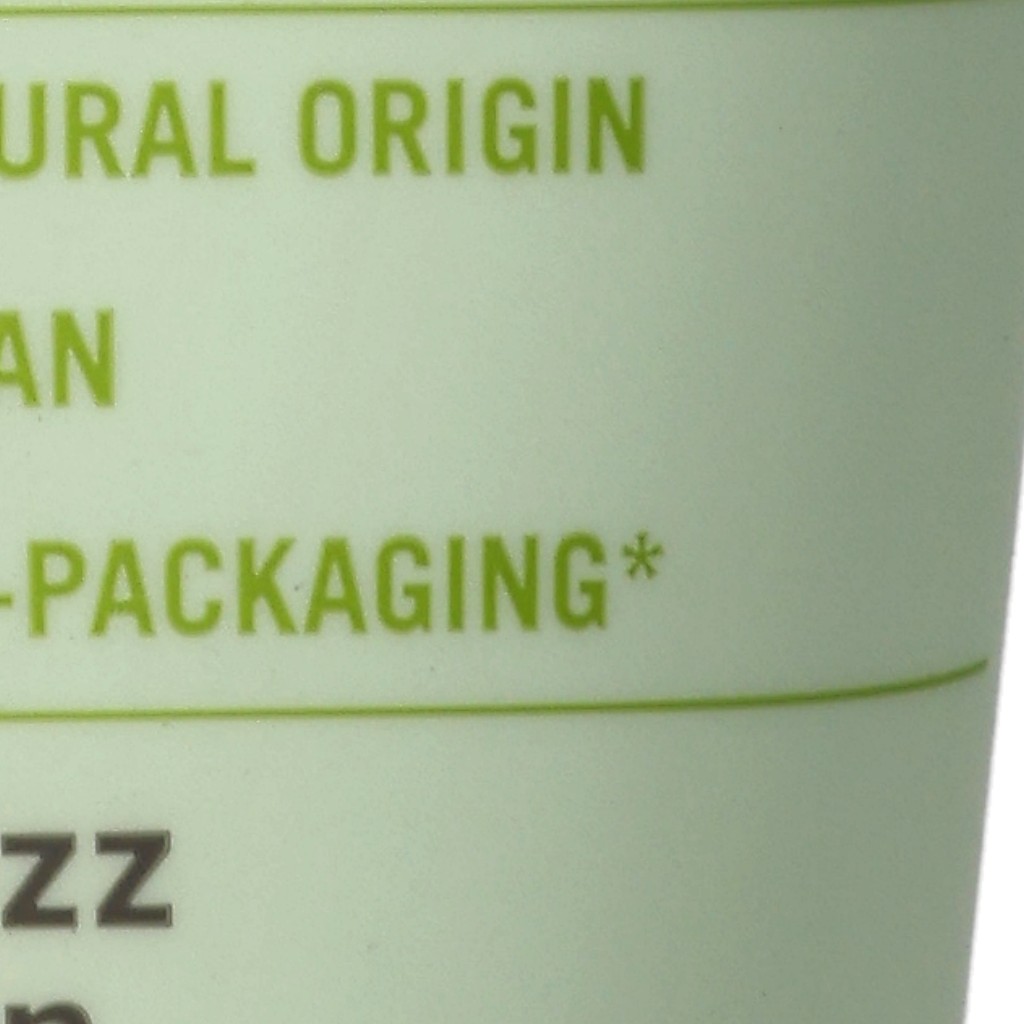 URAL ORIGIN
AN
-PACKAGING*
zz